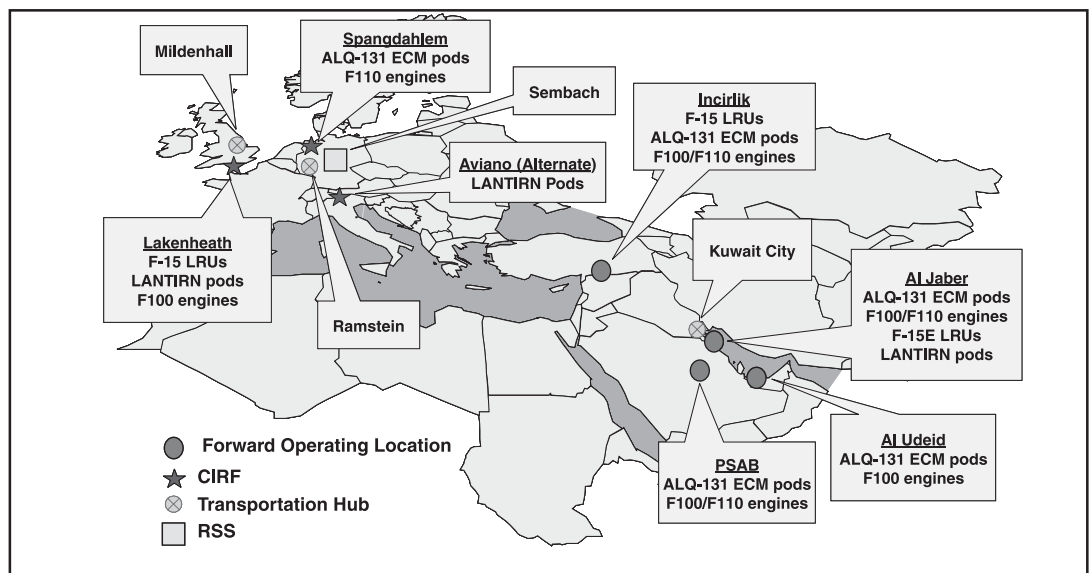 Mildenhall
Spangdahlem
ALQ-131 ECM pods
F110 engines
Sembach
Incirlik
F-15 LRUs
ALQ-131 ECM pods
F100/F110 engines
Aviano (Alternate)
LANTIRN Pods
Lakenheath
F-15 LRUs
LANTIRN pods
F100 engines
Ramstein
Kuwait City
Al Jaber
ALQ-131 ECM pods
F100/F110 engines
F-15E LRUs
LANTIRN pods
Al Udeid
ALQ-131 ECM pods
F100 engines
PSAB
ALQ-131 ECM pods
F100/F110 engines
Forward Operating Location
CIRF
Transportation Hub
RSS